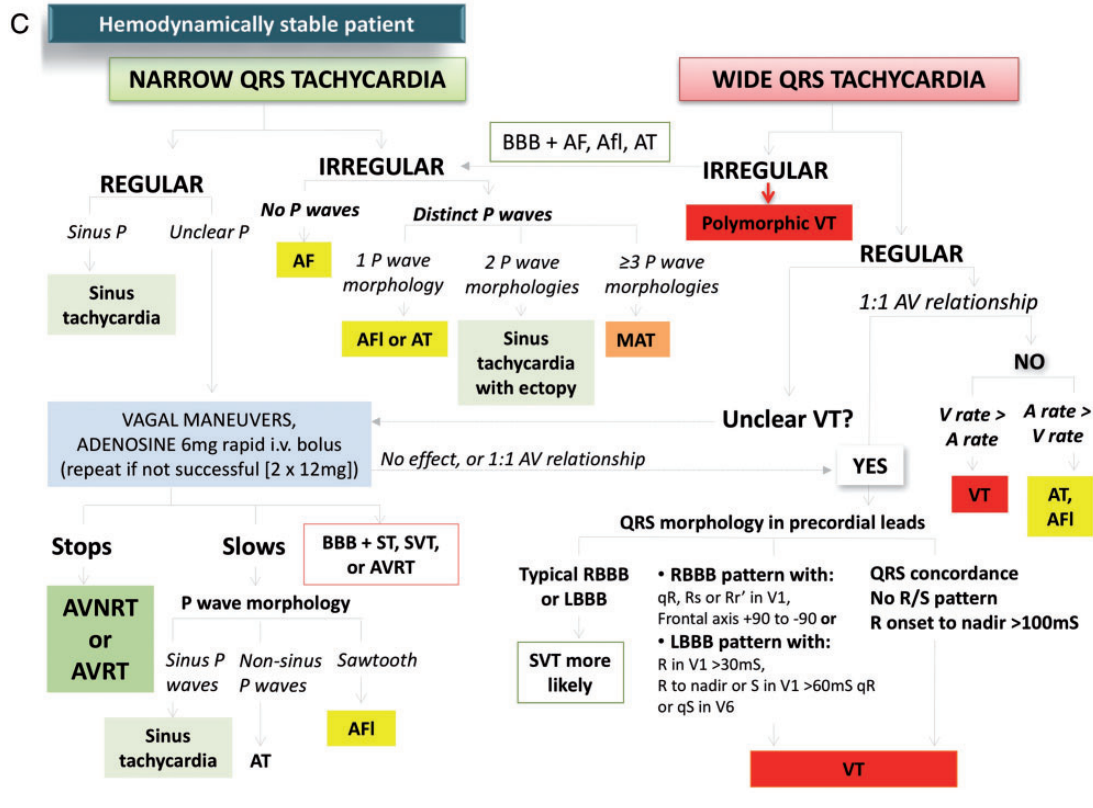 C
Hemodynamically stable patient
NARROW QRS TACHYCARDIA
WIDE QRS TACHYCARDIA
BBB + AF, Afl, AT
REGULAR
IRREGULAR
IRREGULAR
Sinus P
Unclear P
No P waves
Distinct P waves
Polymorphic VT
Sinus
tachycardia
AF
1 P wave
morphology
2 P wave
morphologies
≥3 P wave
morphologies
AFl or AT
Sinus
tachycardia
with ectopy
MAT
REGULAR
1:1 AV relationship
NO
V rate >
A rate
A rate >
V rate
VT
AT,
AFl
Unclear VT?
YES
VAGAL MANEUVERS,
ADENOSINE 6mg rapid i.v. bolus
(repeat if not successful [2 x 12mg])
No effect, or 1:1 AV relationship
Stops
Slows
BBB + ST, SVT,
or AVRT
AVNRT
or
AVRT
P wave morphology
Sinus P
waves
Non-sinus
P waves
Sawtooth
Sinus
tachycardia
AT
AFl
QRS morphology in precordial leads
Typical RBBB
or LBBB
SVT more
likely
• RBBB pattern with:
qR, Rs or Rr’ in V1,
Frontal axis +90 to -90 or
• LBBB pattern with:
R in V1 >30mS,
R to nadir or S in V1 >60mS qR
or qS in V6
QRS concordance
No R/S pattern
R onset to nadir >100mS
VT